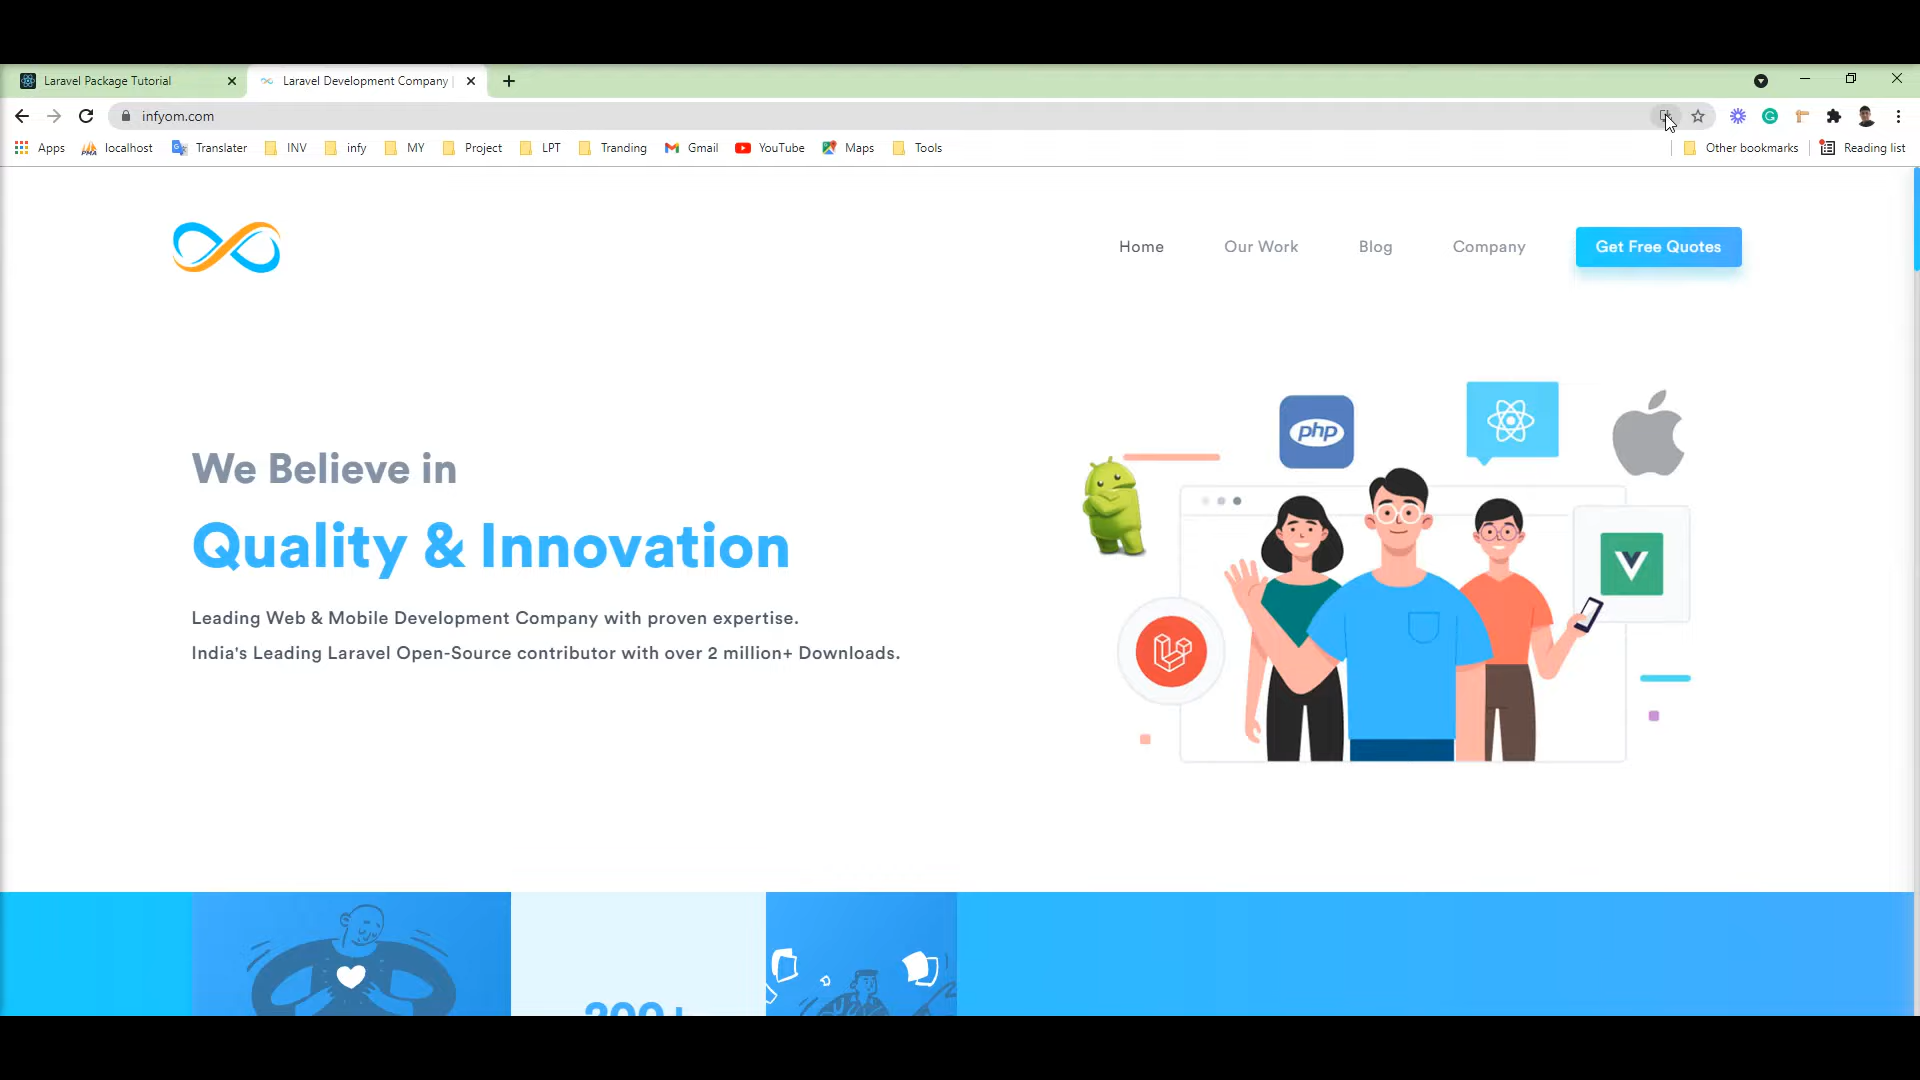 Laravel Package Tutorial
Laravel Development Company |
infyom.com
Apps
localhost
Translater
INV
infy
MY
Project
LPT
Tranding
Gmail
YouTube
Maps
Tools
Other bookmarks
Reading list
Home
Our Work
Blog
Company
Get Free Quotes
We Believe in
Quality & Innovation
Leading Web & Mobile Development Company with proven expertise.
India's Leading Laravel Open-Source contributor with over 2 million+ Downloads.
php